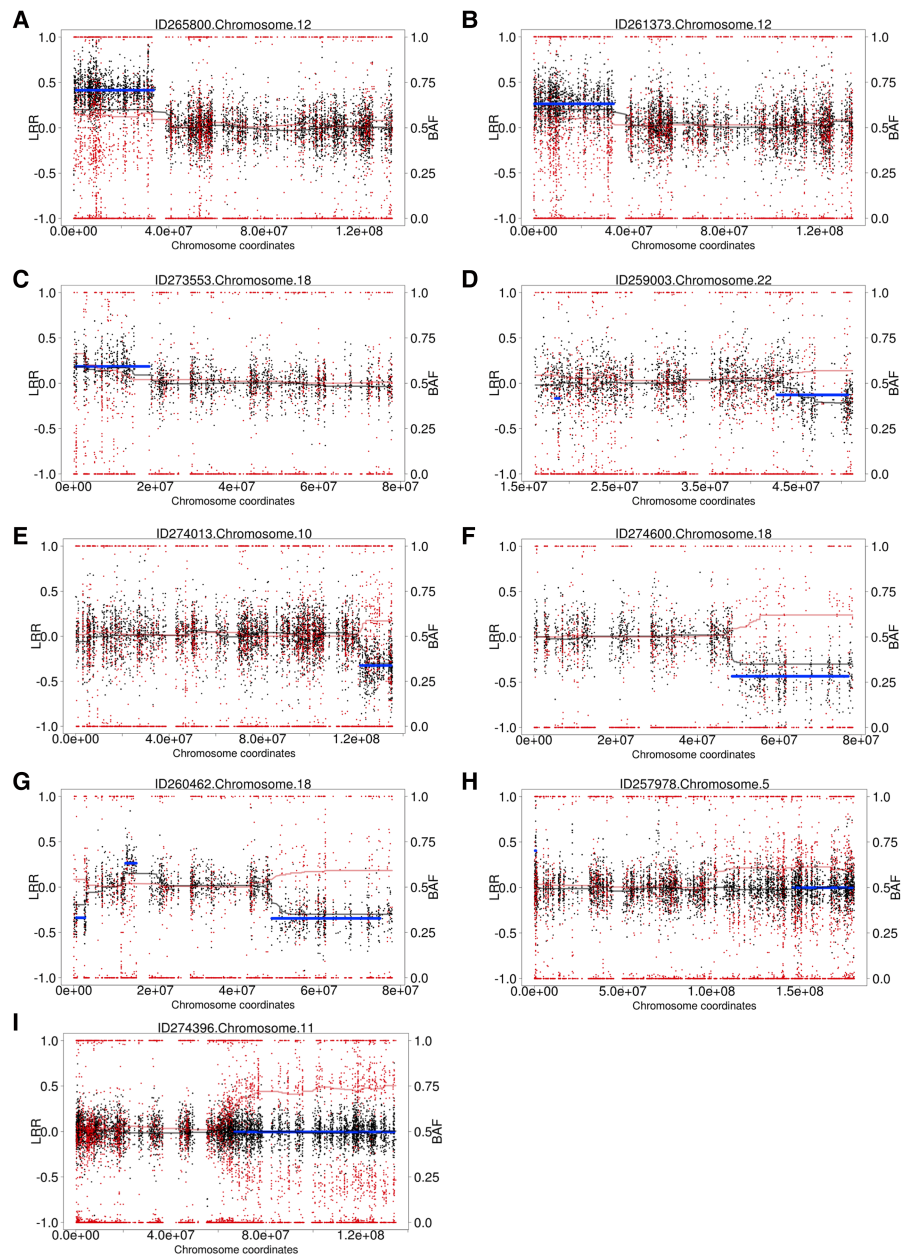 A
ID265800.Chromosome.12
1.0
0.5
0.0
-0.5
-1.0
LRR
1.0
0.75
0.5
0.25
0.0
BAF
0.0e+00 4.0e+07 8.0e+07 1.2e+08
Chromosome coordinates
B
ID261373.Chromosome.12
1.0
0.5
0.0
-0.5
-1.0
LRR
1.0
0.75
0.5
0.25
0.0
BAF
0.0e+00 4.0e+07 8.0e+07 1.2e+08
Chromosome coordinates
C
ID273553.Chromosome.18
1.0
0.5
0.0
-0.5
-1.0
LRR
1.0
0.75
0.5
0.25
0.0
BAF
0e+00 2e+07 4e+07 6e+07 8e+07
Chromosome coordinates
D
ID259003.Chromosome.22
1.0
0.5
0.0
-0.5
-1.0
LRR
1.0
0.75
0.5
0.25
0.0
BAF
1.5e+07 2.5e+07 3.5e+07 4.5e+07
Chromosome coordinates
E
ID274013.Chromosome.10
1.0
0.5
0.0
-0.5
-1.0
LRR
1.0
0.75
0.5
0.25
0.0
BAF
0.0e+00 4.0e+07 8.0e+07 1.2e+08
Chromosome coordinates
F
ID274600.Chromosome.18
1.0
0.5
0.0
-0.5
-1.0
LRR
1.0
0.75
0.5
0.25
0.0
BAF
0e+00 2e+07 4e+07 6e+07 8e+07
Chromosome coordinates
G
ID260462.Chromosome.18
1.0
0.5
0.0
-0.5
-1.0
LRR
1.0
0.75
0.5
0.25
0.0
BAF
0e+00 2e+07 4e+07 6e+07 8e+07
Chromosome coordinates
H
ID257978.Chromosome.5
1.0
0.5
0.0
-0.5
-1.0
LRR
1.0
0.75
0.5
0.25
0.0
BAF
0.0e+00 5.0e+07 1.0e+08 1.5e+08
Chromosome coordinates
I
ID274396.Chromosome.11
1.0
0.5
0.0
-0.5
-1.0
LRR
1.0
0.75
0.5
0.25
0.0
BAF
0.0e+00 4.0e+07 8.0e+07 1.2e+08
Chromosome coordinates